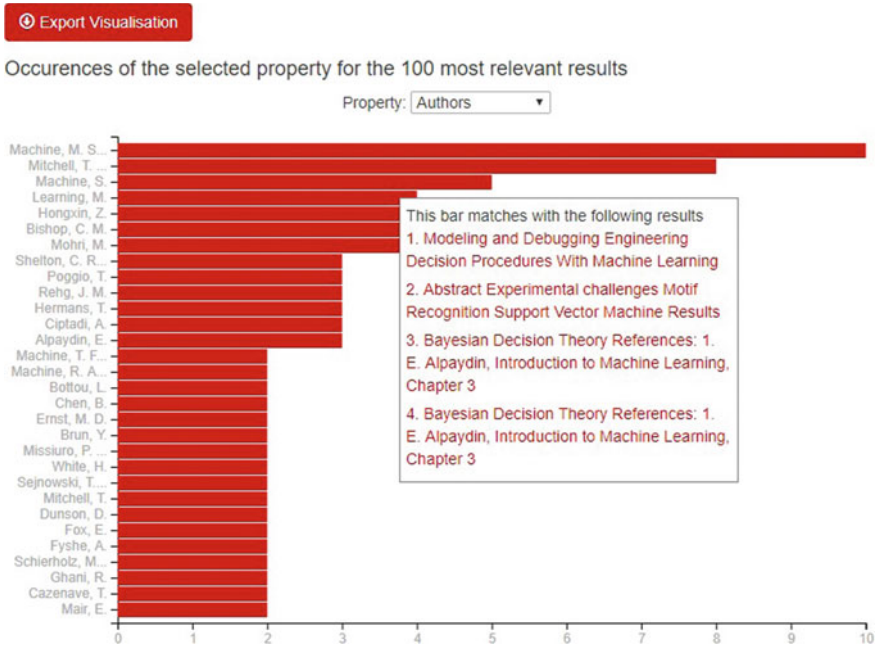 Export Visualisation
Occurences of the selected property for the 100 most relevant results
Property: Authors
Machine, M. S...
Mitchell, T. ...
Machine, S.
Learning, M.
Hongxin, Z.
Bishop, C. M.
Mohri, M.
Shelton, C. R...
Poggio, T.
Rehg, J. M.
Hermans, T.
Ciptadi, A.
Alpaydin, E.
Machine, T. F...
Machine, R. A...
Bottou, L.
Chen, B.
Ernst, M. D.
Brun, Y.
Missiuro, P. ...
White, H.
Sejnowski, T....
Mitchell, T.
Dunson, D.
Fox, E.
Fyshe, A.
Schierholz, M...
Ghani, R.
Cazenave, T.
Mair, E.
This bar matches with the following results
1. Modeling and Debugging Engineering
Decision Procedures With Machine Learning
2. Abstract Experimental challenges Motif
Recognition Support Vector Machine Results
3. Bayesian Decision Theory References: 1.
E. Alpaydin, Introduction to Machine Learning,
Chapter 3
4. Bayesian Decision Theory References: 1.
E. Alpaydin, Introduction to Machine Learning,
Chapter 3
0 1 2 3 4 5 6 7 8 9 10